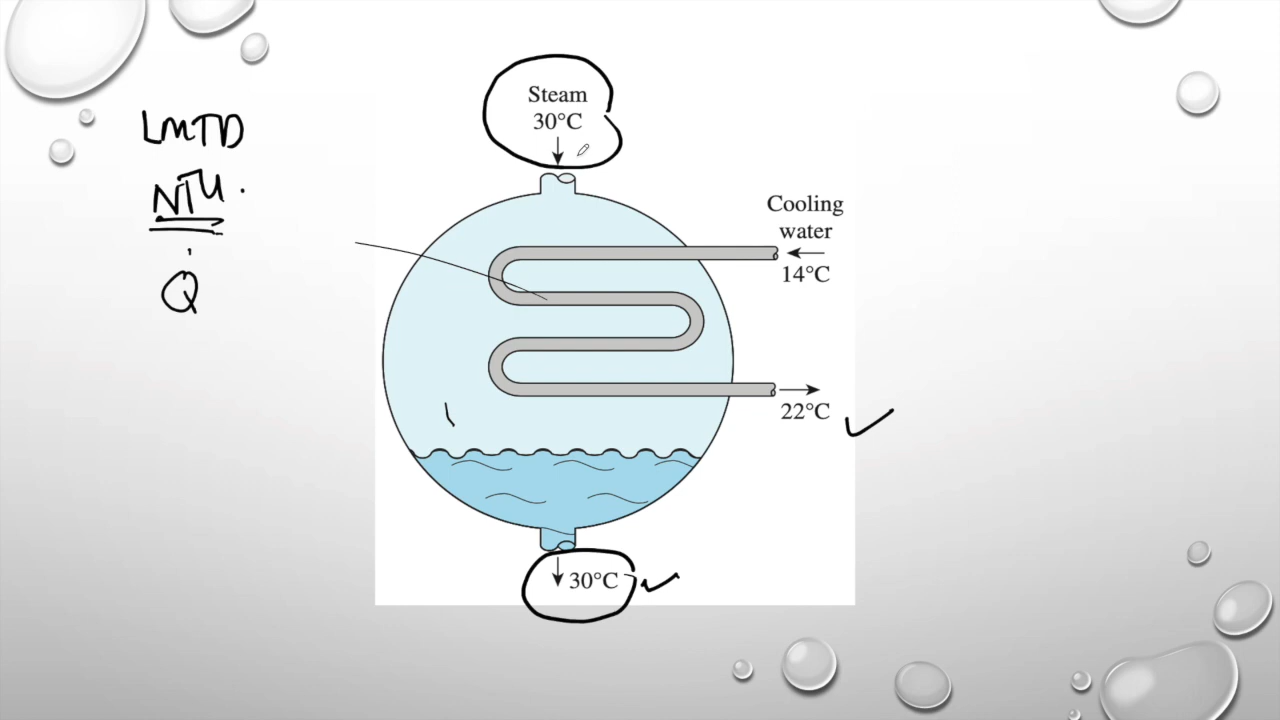 LMTD
NTU.
Q̇
Steam
30°C
Cooling
water
14°C
22°C
30°C